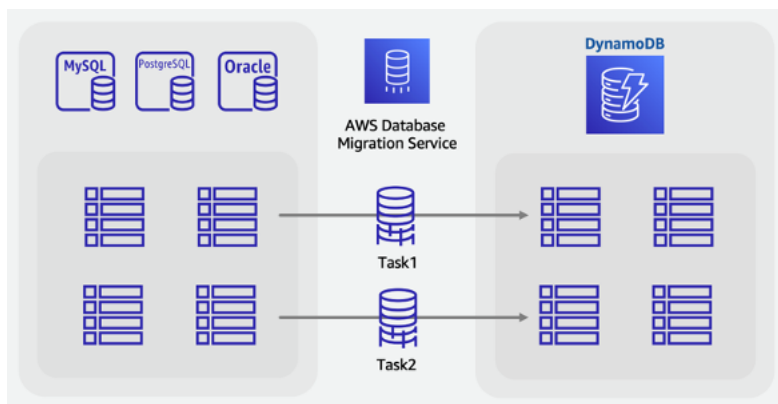 MySQL
PostgreSQL
Oracle
AWS Database
Migration Service
DynamoDB
Task1
Task2